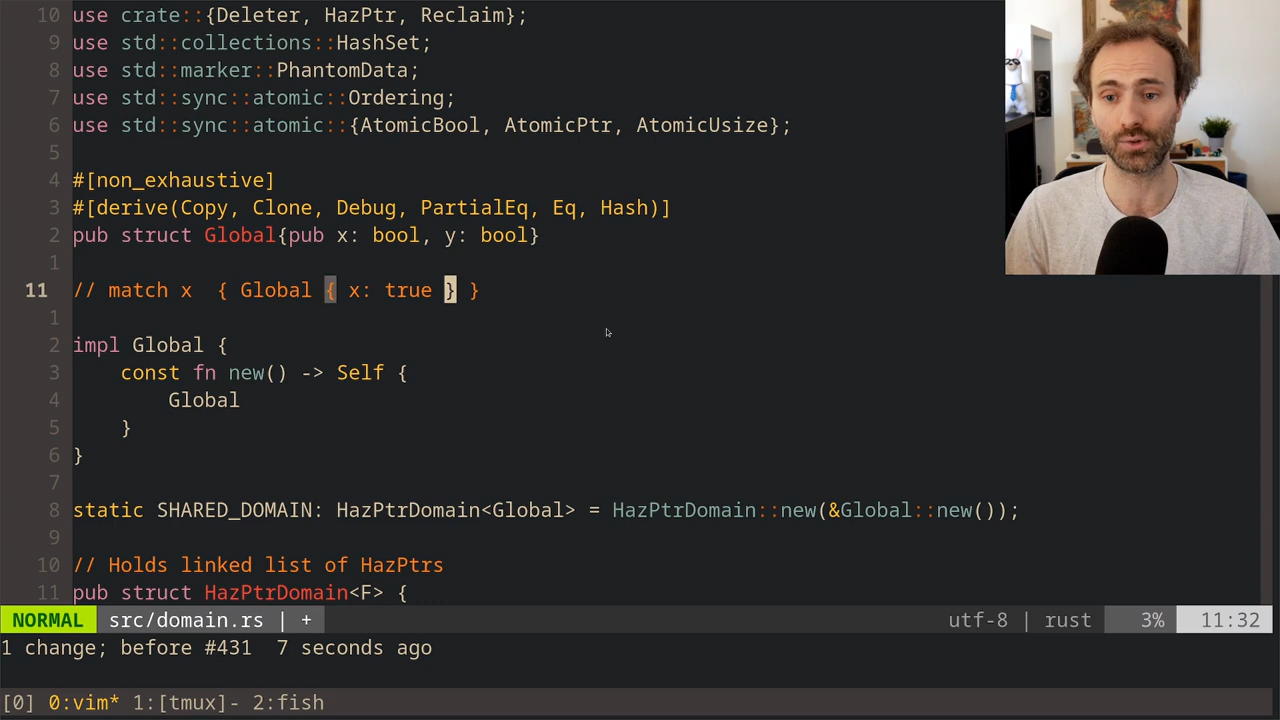 10 use crate::{Deleter, HazPtr, Reclaim};
9 use std::collections::HashSet;
8 use std::marker::PhantomData;
7 use std::sync::atomic::Ordering;
6 use std::sync::atomic::{AtomicBool, AtomicPtr, AtomicUsize};
5
4 #[non_exhaustive]
3 #[derive(Copy, Clone, Debug, PartialEq, Eq, Hash)]
2 pub struct Global{pub x: bool, y: bool}
1
11 // match x  { Global { x: true } }
1
2 impl Global {
3     const fn new() -> Self {
4         Global
5     }
6 }
7
8 static SHARED_DOMAIN: HazPtrDomain<Global> = HazPtrDomain::new(&Global::new());
9
10 // Holds linked list of HazPtrs
11 pub struct HazPtrDomain<F> {
NORMAL src/domain.rs | + utf-8 | rust 3% 11:32
1 change; before #431  7 seconds ago
[0] 0:vim* 1:[tmux]- 2:fish